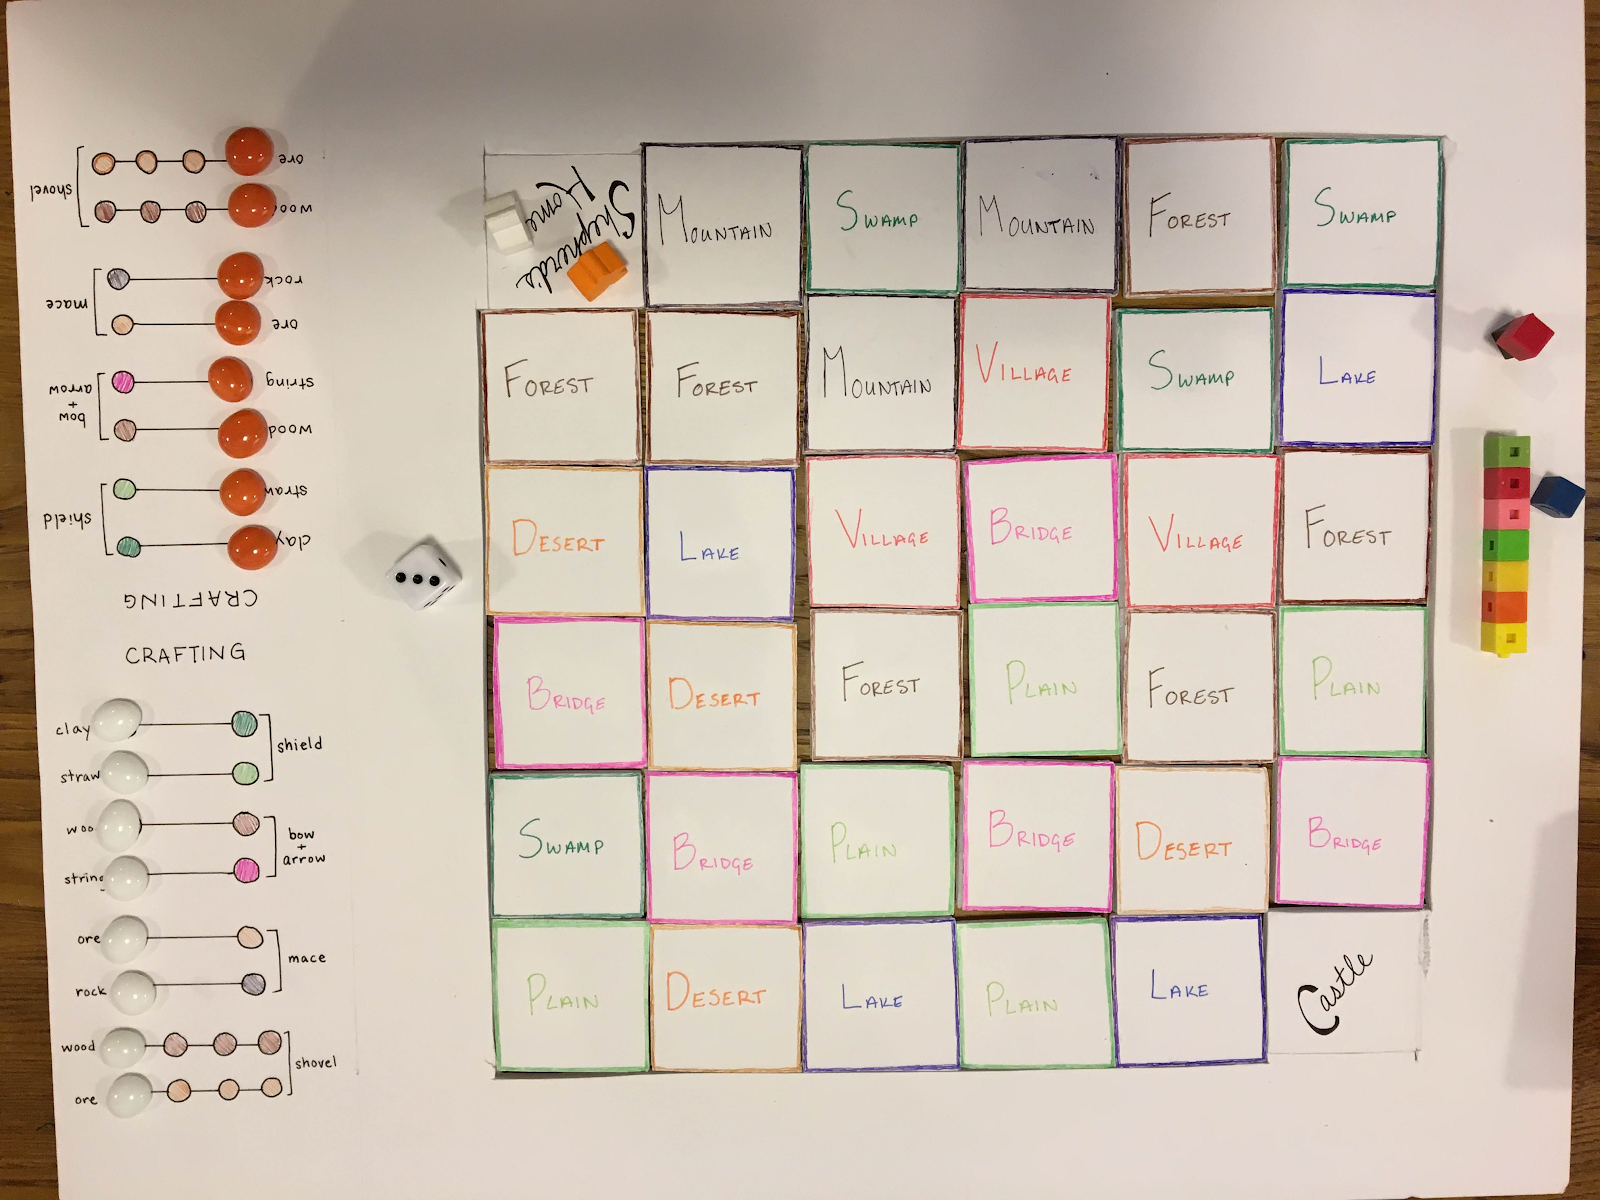 ore
shovel
wood
rock
mace
ore
string
bow
+
arrow
wood
straw
shield
clay
CRAFTING
CRAFTING
clay
shield
straw
woo
bow
+
arrow
string
ore
mace
rock
wood
shovel
ore
Shepherd's
Home
MOUNTAIN
SWAMP
MOUNTAIN
FOREST
SWAMP
FOREST
FOREST
MOUNTAIN
VILLAGE
SWAMP
LAKE
DESERT
LAKE
VILLAGE
BRIDGE
VILLAGE
FOREST
BRIDGE
DESERT
FOREST
PLAIN
FOREST
PLAIN
SWAMP
BRIDGE
PLAIN
BRIDGE
DESERT
BRIDGE
PLAIN
DESERT
LAKE
PLAIN
LAKE
Castle